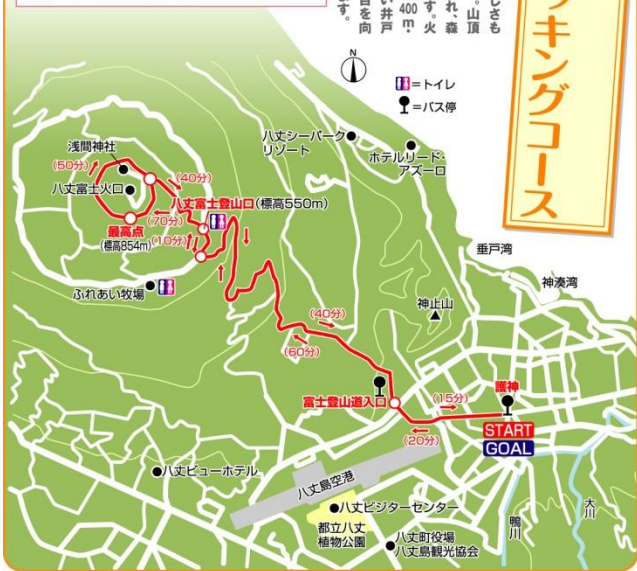 ッキングコース
しさも
。山頂
れ、森
す。火
400m・
い井戸
百を向
ます。
N
=トイレ
=バス停
浅間神社
(50分)
(40分)
八丈富士火口
八丈富士登山口(標高550m)
(70分)
最高点
(標高854m)
(10分)
ふれあい牧場
八丈シーパーク
リゾート
ホテルリード・
アズーロ
垂戸湾
神湊湾
神止山
(40分)
(60分)
富士登山道入口
護神
(15分)
(20分)
START
GOAL
八丈ビューホテル
八丈島空港
八丈ビジターセンター
都立八丈
植物公園
八丈町役場
八丈島観光協会
鴨川
大川